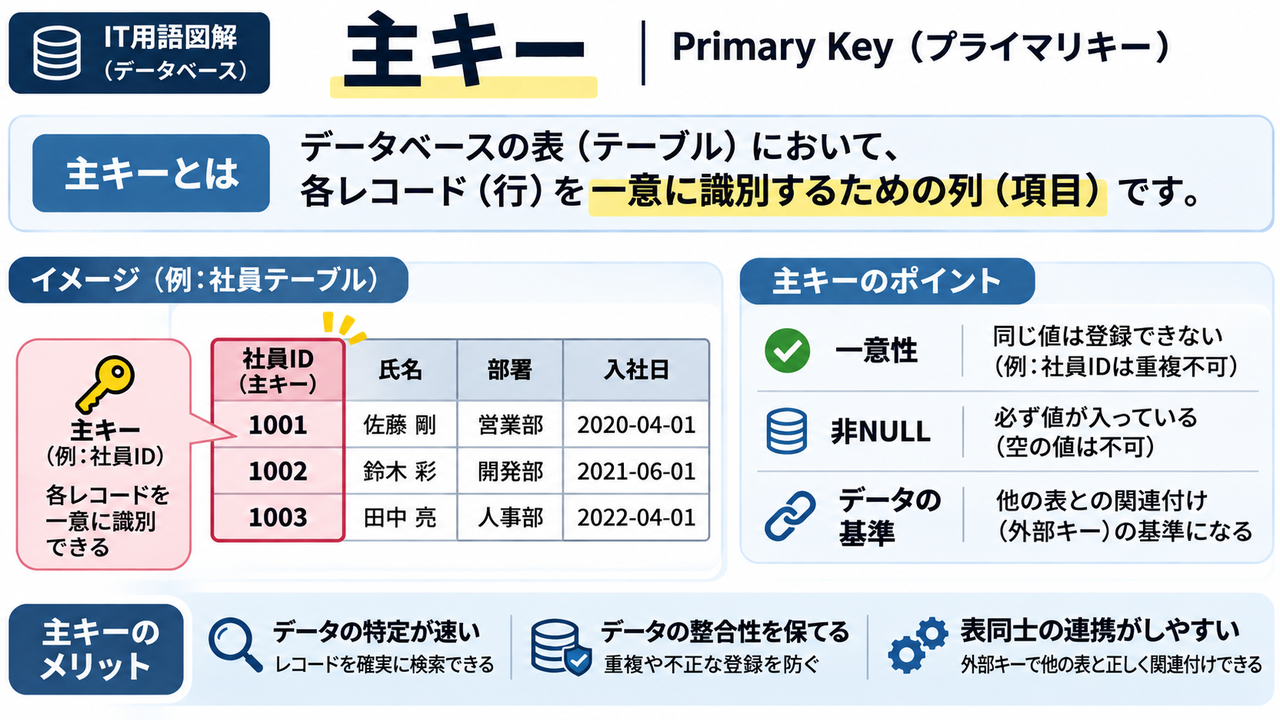 IT用語図解
（データベース）
主キー
Primary Key（プライマリキー）
主キーとは
データベースの表（テーブル）において、
各レコード（行）を一意に識別するための列（項目）です。
イメージ（例：社員テーブル）
主キー
（例：社員ID）
各レコードを
一意に識別
できる
社員ID
（主キー）
氏名 部署 入社日
1001 佐藤 剛 営業部 2020-04-01
1002 鈴木 彩 開発部 2021-06-01
1003 田中 亮 人事部 2022-04-01
主キーのポイント
一意性
同じ値は登録できない
（例：社員IDは重複不可）
非NULL
必ず値が入っている
（空の値は不可）
データの
基準
他の表との関連付け
（外部キー）の基準になる
主キーの
メリット
データの特定が速い
レコードを確実に検索できる
データの整合性を保てる
重複や不正な登録を防ぐ
表同士の連携がしやすい
外部キーで他の表と正しく関連付けできる